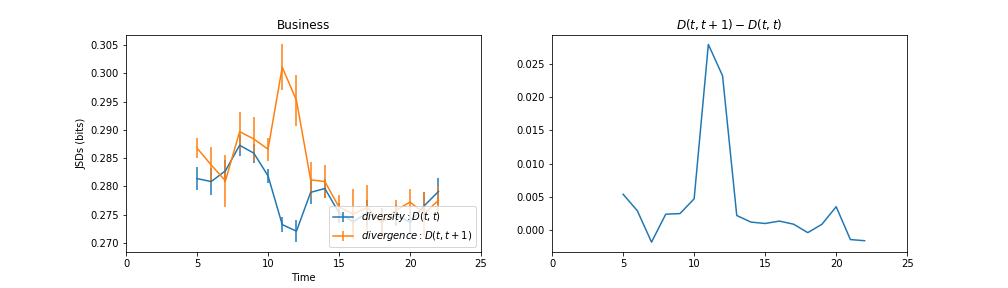 Business
JSDs (bits)
0.305
0.300
0.295
0.290
0.285
0.280
0.275
0.270
0 5 10 15 20 25
Time
diversity: D(t, t)
divergence: D(t, t + 1)
D(t, t + 1) − D(t, t)
0.025
0.020
0.015
0.010
0.005
0.000
0 5 10 15 20 25